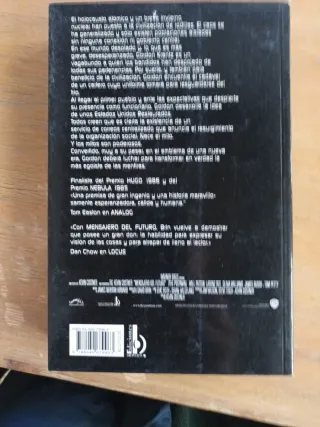 El holocausto atómico y un breve invierno
nuclear han puesto a la civilización de rodillas. El caos se
ha generalizado y sólo existen poblaciones aisladas
sin ninguna conexión ni gobierno central.
En ese mundo desolado y lo que es más
grave, desesperanzado, Gordon Krantz es un
vagabundo a quien los bandidos han despojado de
todas sus pertenencias. Por suerte y también para
beneficio de la civilización, Gordon encuentra el cadáver
de un cartero cuyo uniforme tomará para resguardarse del
frío.
Al llegar al primer pueblo y ante las expectativas que despierta
su presencia como funcionario, Gordon desarrolla la idea
de unos Estados Unidos Restaurados.
Todos creen que es cierta la existencia de un
servicio de correos centralizado que anuncia el resurgimiento
de la organización social. Nace el mito.
Y los mitos son poderosos.
Convertido, muy a su pesar, en el emblema de una nueva
era, Gordon deberá luchar para transformar en verdad la
más egoísta de las mentiras.
Finalista del Premio HUGO 1986 y del
Premio NEBULA 1985
«Una premisa de gran ingenio y una historia maravillo-
samente esperanzadora, cálida y humana.»
Tom Easton en ANALOG
«Con MENSAJERO DEL FUTURO, Brin vuelve a demostrar
que posee un gran don: la habilidad para expresar su
visión de las cosas y para atrapar de lleno al lector.»
Dan Chow en LOCUS